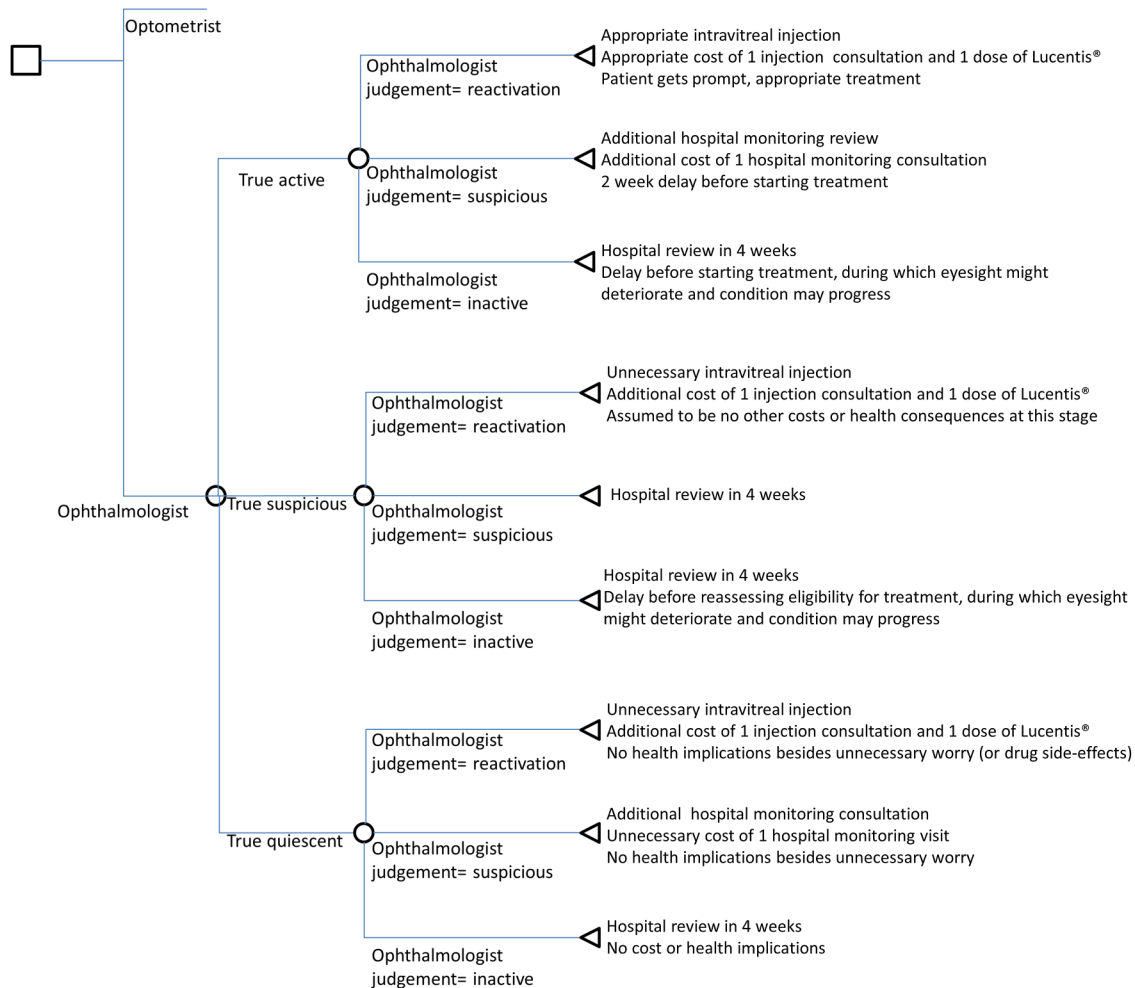 Optometrist
Ophthalmologist
True active
Ophthalmologist
judgement= reactivation
Appropriate intravitreal injection
Appropriate cost of 1 injection  consultation and 1 dose of Lucentis®
Patient gets prompt, appropriate treatment
Ophthalmologist
judgement= suspicious
Additional hospital monitoring review
Additional cost of 1 hospital monitoring consultation
2 week delay before starting treatment
Ophthalmologist
judgement= inactive
Hospital review in 4 weeks
Delay before starting treatment, during which eyesight might
deteriorate and condition may progress
True suspicious
Ophthalmologist
judgement= reactivation
Unnecessary intravitreal injection
Additional cost of 1 injection consultation and 1 dose of Lucentis®
Assumed to be no other costs or health consequences at this stage
Ophthalmologist
judgement= suspicious
Hospital review in 4 weeks
Ophthalmologist
judgement= inactive
Hospital review in 4 weeks
Delay before reassessing eligibility for treatment, during which eyesight
might deteriorate and condition may progress
True quiescent
Ophthalmologist
judgement= reactivation
Unnecessary intravitreal injection
Additional cost of 1 injection consultation and 1 dose of Lucentis®
No health implications besides unnecessary worry (or drug side-effects)
Ophthalmologist
judgement= suspicious
Additional  hospital monitoring consultation
Unnecessary cost of 1 hospital monitoring visit
No health implications besides unnecessary worry
Ophthalmologist
judgement= inactive
Hospital review in 4 weeks
No cost or health implications